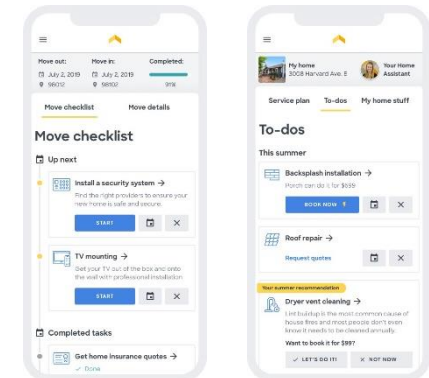 Move out:
Move in:
Completed:
July 2, 2019
July 2, 2019
98012
98102
91%
Move checklist
Move details
Move checklist
Up next
Install a security system →
Find the right providers to ensure your
new home is safe and secure.
START
TV mounting →
Get your TV out of the box and onto
the wall with professional installation.
START
Completed tasks
Get home insurance quotes →
Done
My home
3008 Harvard Ave. E
Your Home
Assistant
Service plan
To-dos
My home stuff
To-dos
This summer
Backsplash installation →
Porch can do it for $699
BOOK NOW
Roof repair →
Request quotes
Your summer recommendation
Dryer vent cleaning →
Lint buildup is the most common cause of
house fires and most people don't even
know it needs to be cleaned annually.
Want to book it for $99?
LET'S DO IT!
NOT NOW